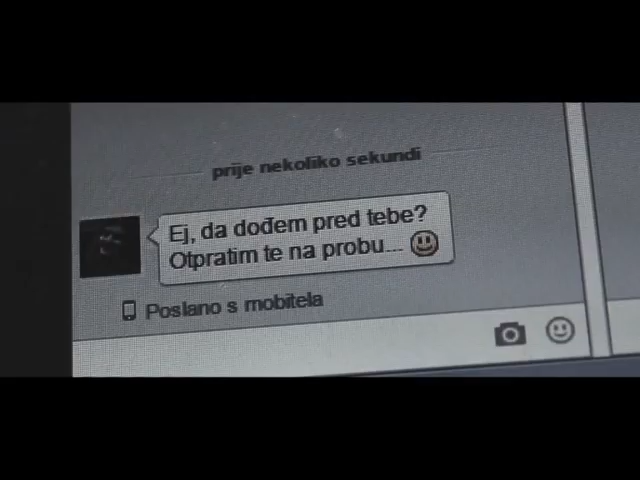 prije nekoliko sekundi
Ej, da dođem pred tebe?
Otpratim te na probu...
Poslano s mobitela